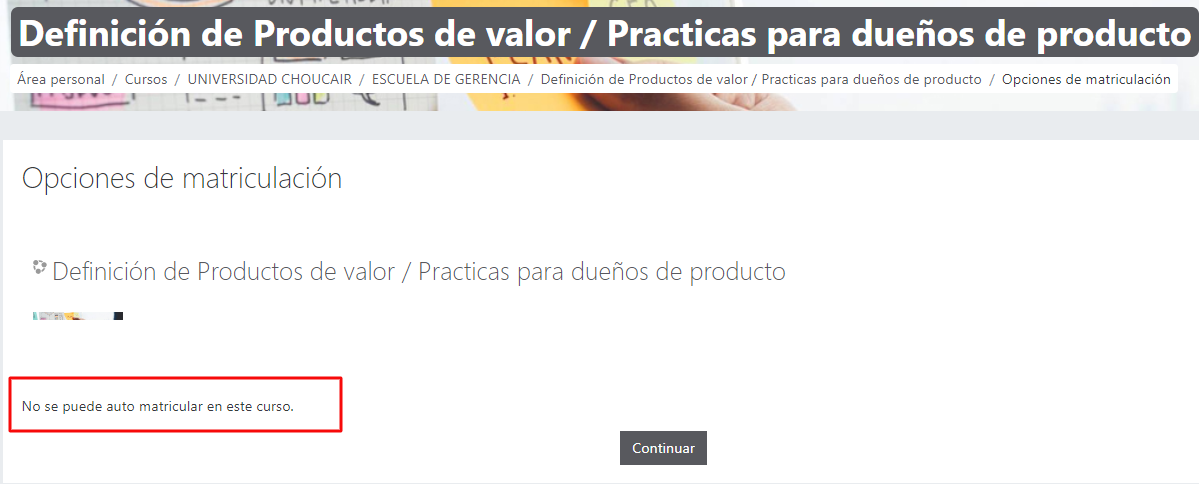 Definición de Productos de valor / Practicas para dueños de producto
Área personal / Cursos / UNIVERSIDAD CHOUCAIR / ESCUELA DE GERENCIA / Definición de Productos de valor / Practicas para dueños de producto / Opciones de matriculación
Opciones de matriculación
Definición de Productos de valor / Practicas para dueños de producto
No se puede auto matricular en este curso.
Continuar